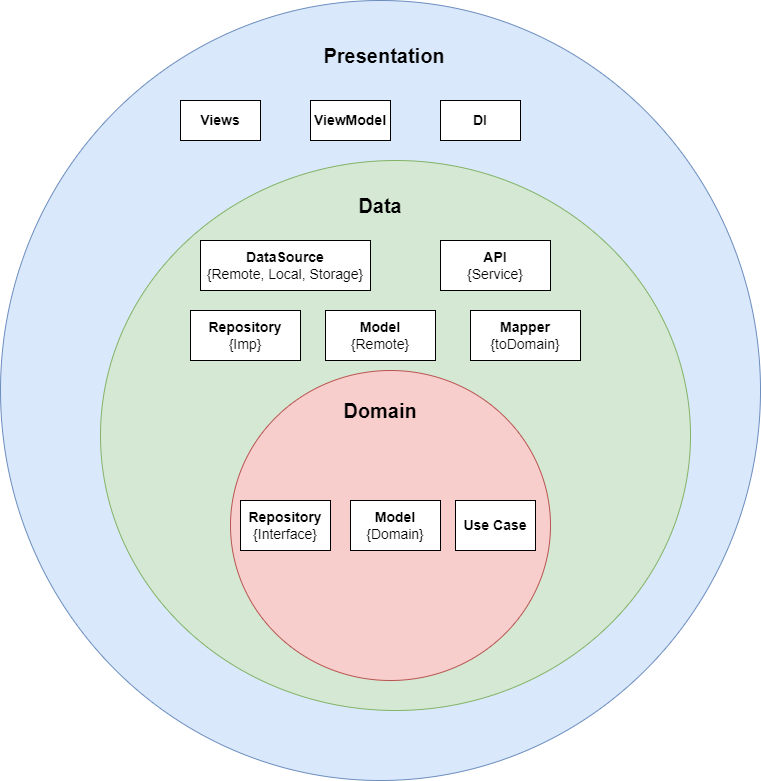 Presentation
Views
ViewModel
DI
Data
DataSource
{Remote, Local, Storage}
API
{Service}
Repository
{Imp}
Model
{Remote}
Mapper
{toDomain}
Domain
Repository
{Interface}
Model
{Domain}
Use Case